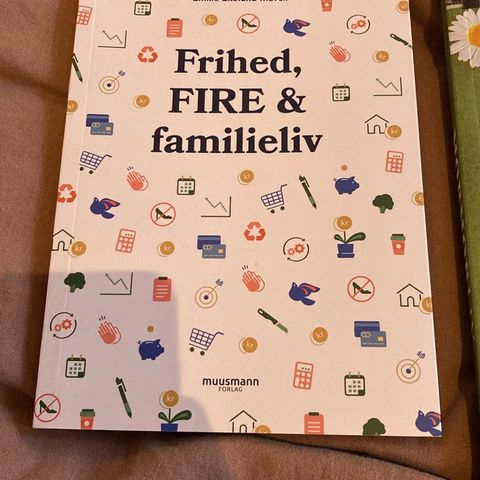 Frihed,
FIRE &
familieliv
muusmann
FORLAG